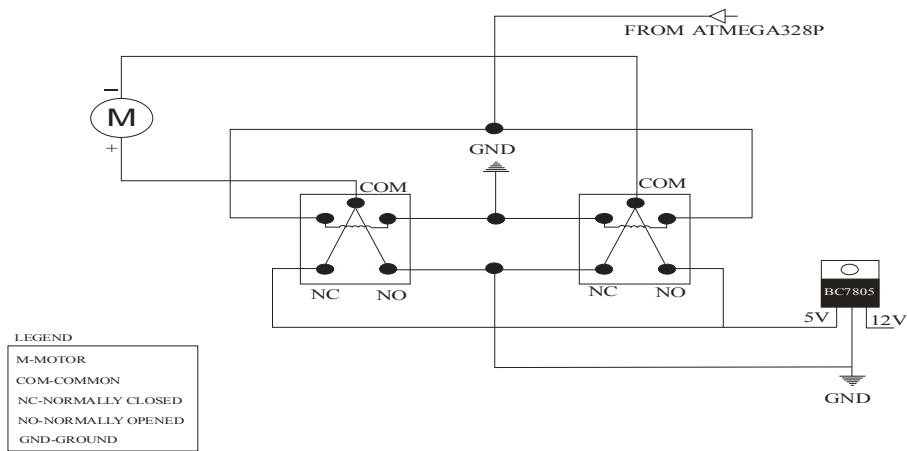 FROM ATMEGA328P
–
M
+
GND
COM
COM
NC
NO
NC
NO
BC7805
5V
12V
GND
LEGEND
M-MOTOR
COM-COMMON
NC-NORMALLY CLOSED
NO-NORMALLY OPENED
GND-GROUND